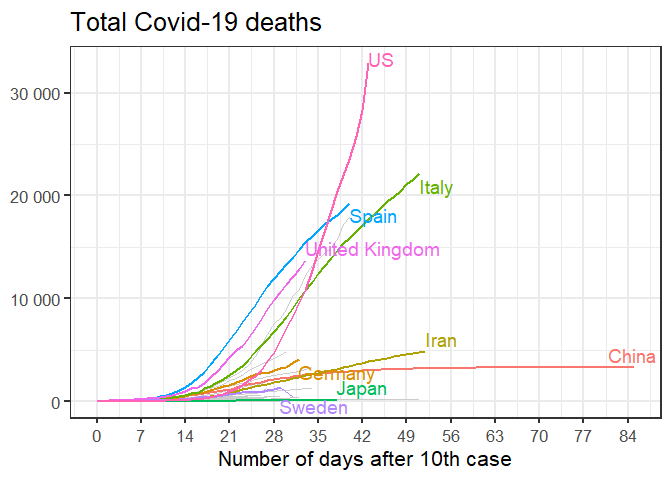 Total Covid-19 deaths
US
30 000
Italy
20 000
Spain
United Kingdom
10 000
Iran
China
Germany
Japan
0
Sweden
0 7 14 21 28 35 42 49 56 63 70 77 84
Number of days after 10th case